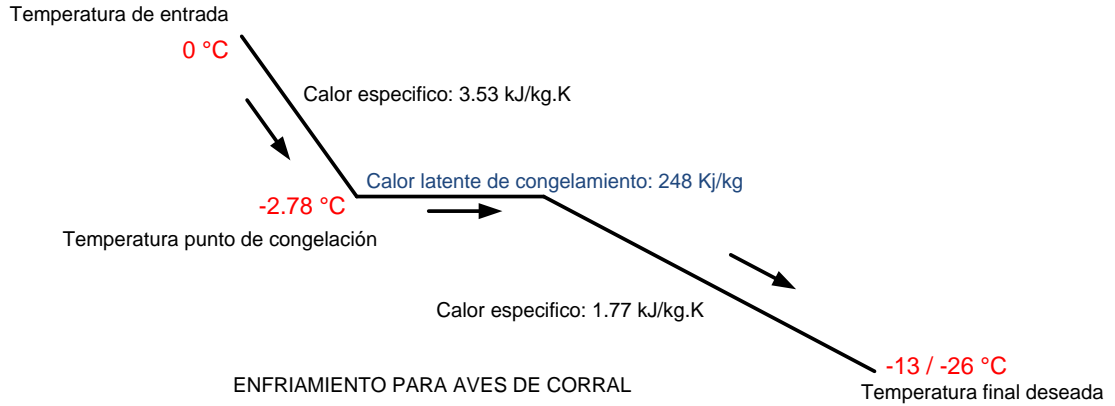 Temperatura de entrada
0 °C
Calor especifico: 3.53 kJ/kg.K
Calor latente de congelamiento: 248 Kj/kg
-2.78 °C
Temperatura punto de congelación
Calor especifico: 1.77 kJ/kg.K
-13 / -26 °C
ENFRIAMIENTO PARA AVES DE CORRAL
Temperatura final deseada